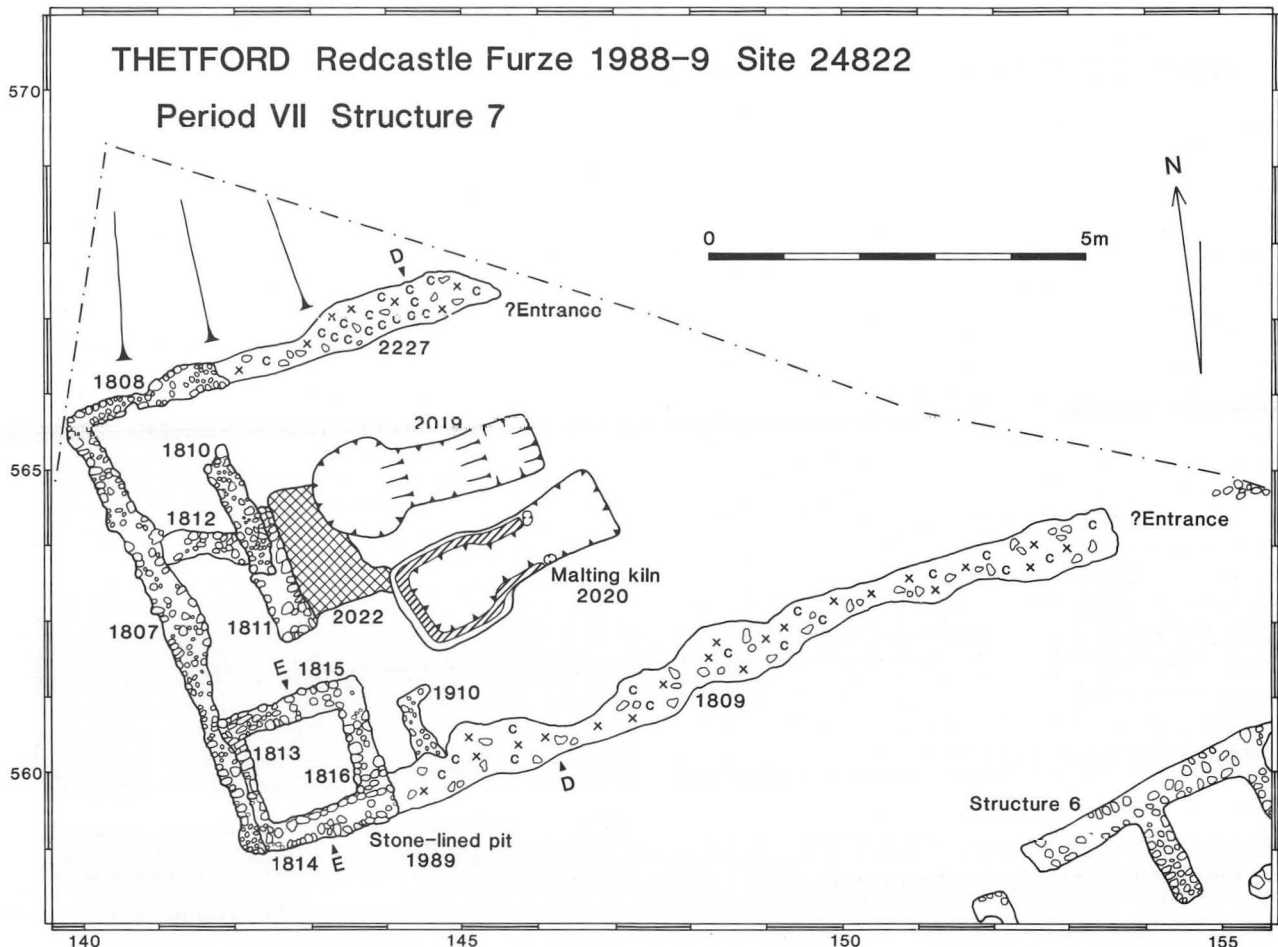 THETFORD Redcastle Furze 1988-9 Site 24822
Period VII Structure 7
570
N
0 5m
D
?Entrance
2227
1808
2019
1810
565
?Entrance
1812
Malting kiln
2020
1807
1811
2022
E
1815
1910
1809
1813
1816
560
D
Structure 6
Stone-lined pit
1989
E
1814
140 145 150 155